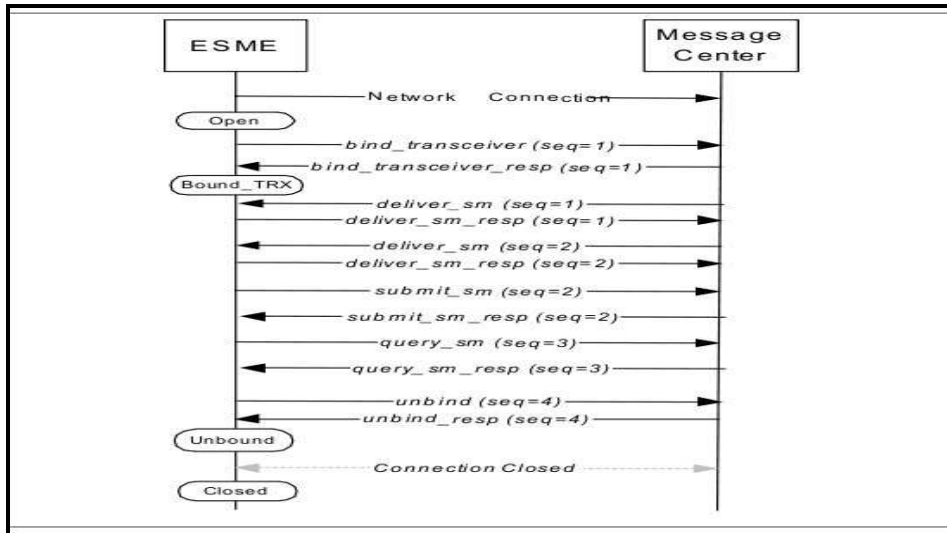 ESME
Message
Center
Network Connection
Open
bind_transceiver (seq=1)
bind_transceiver_resp (seq=1)
Bound_TRX
deliver_sm (seq=1)
deliver_sm_resp (seq=1)
deliver_sm (seq=2)
deliver_sm_resp (seq=2)
submit_sm (seq=2)
submit_sm_resp (seq=2)
query_sm (seq=3)
query_sm_resp (seq=3)
unbind (seq=4)
unbind_resp (seq=4)
Unbound
Connection Closed
Closed